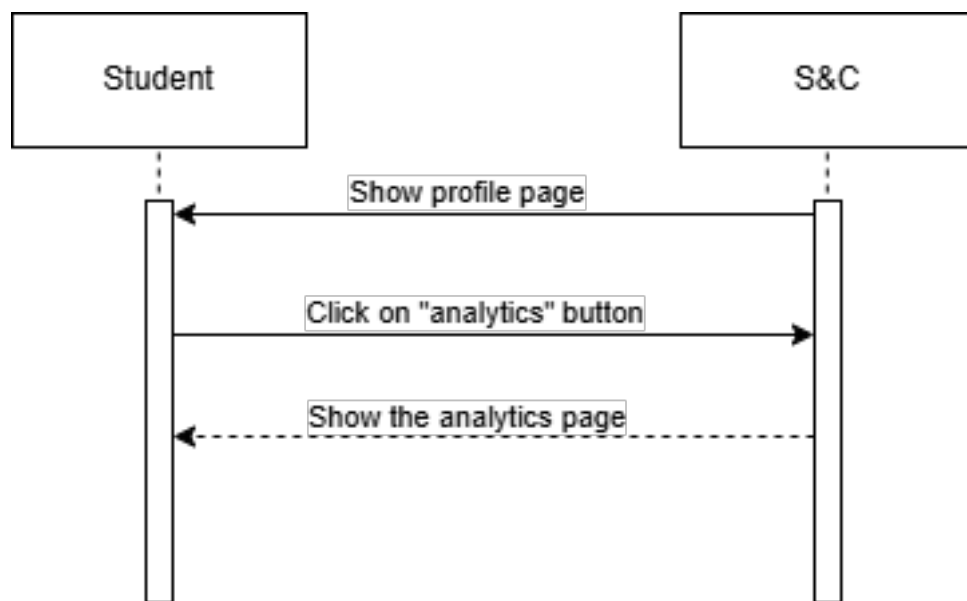 Student
S&C
Show profile page
Click on "analytics" button
Show the analytics page